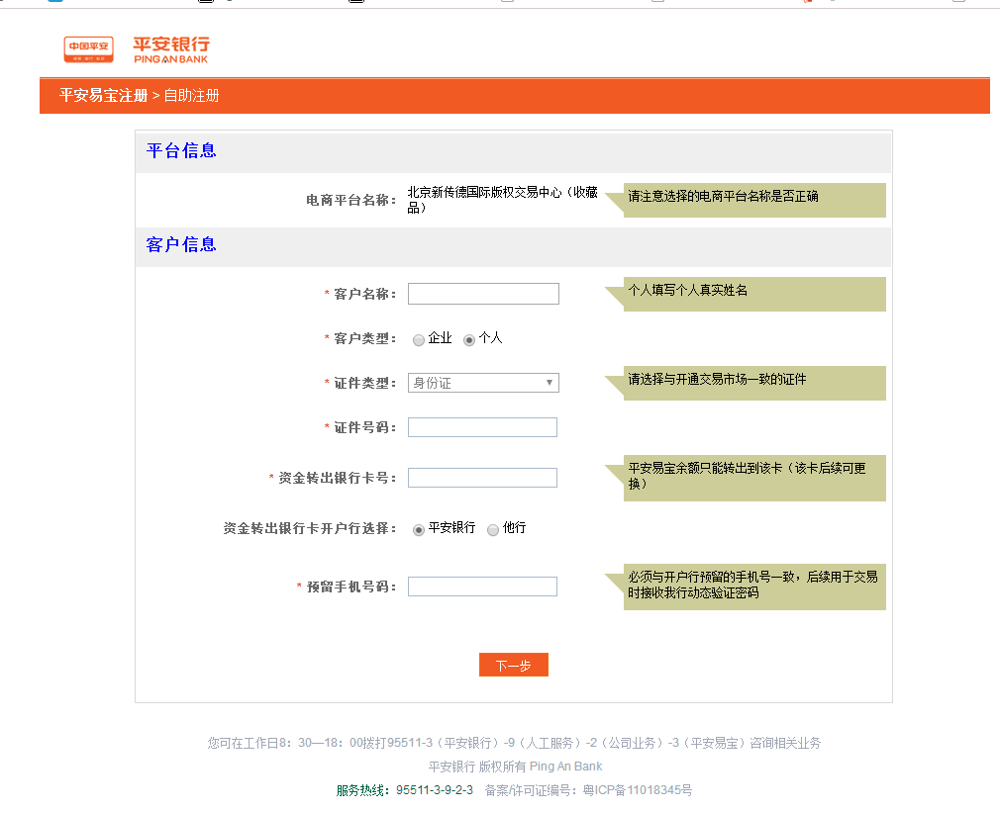 中国平安
平安银行
PINGAN BANK
平安易宝注册 > 自助注册
平台信息
电商平台名称：
北京新传德国际版权交易中心（收藏
品）
请注意选择的电商平台名称是否正确
客户信息
* 客户名称：
个人填写个人真实姓名
* 客户类型： 企业 个人
* 证件类型： 身份证
请选择与开通交易市场一致的证件
* 证件号码：
* 资金转出银行卡号：
平安易宝余额只能转出到该卡（该卡后续可更
换）
资金转出银行卡开户行选择： 平安银行 他行
* 预留手机号码：
必须与开户行预留的手机号一致，后续用于交易
时接收我行动态验证密码
下一步
您可在工作日8：30—18：00拨打95511-3（平安银行）-9（人工服务）-2（公司业务）-3（平安易宝）咨询相关业务
平安银行 版权所有 Ping An Bank
服务热线：95511-3-9-2-3 备案/许可证编号：粤ICP备11018345号